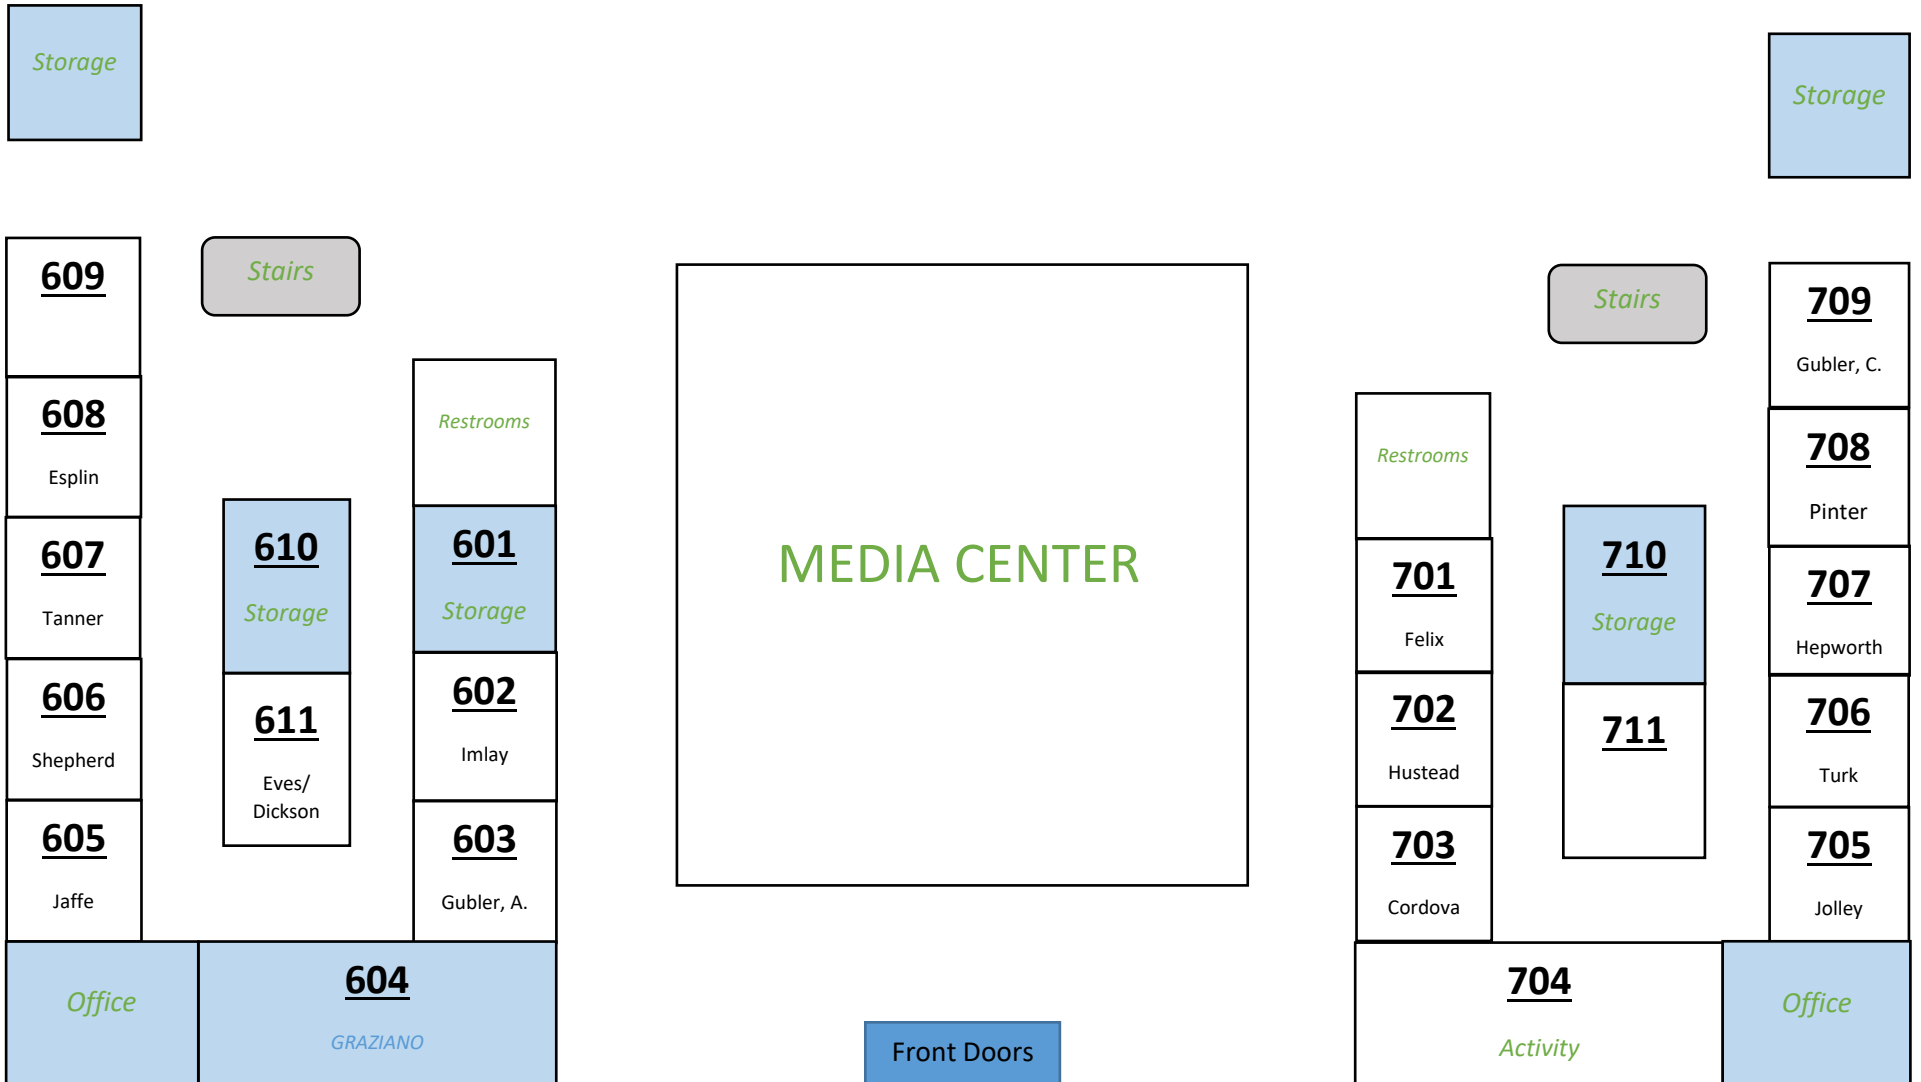 Storage
Storage
609
Stairs
608
Esplin
607
Tanner
606
Shepherd
605
Jaffe
610
Storage
611
Eves/
Dickson
Restrooms
601
Storage
602
Imlay
603
Gubler, A.
Office
604
GRAZIANO
MEDIA CENTER
Front Doors
Stairs
Restrooms
701
Felix
702
Hustead
703
Cordova
710
Storage
711
709
Gubler, C.
708
Pinter
707
Hepworth
706
Turk
705
Jolley
704
Activity
Office